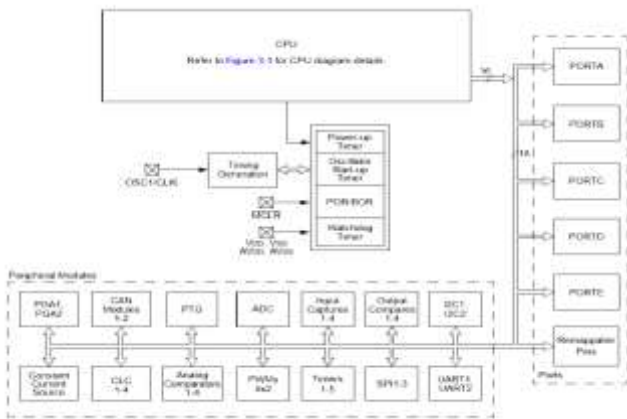 CPU
Refer to Figure 3-1 for CPU diagram details.
16
PORTA
Power-up
Timer
PORTB
Timing
Generation
Oscillator
Start-up
Timer
16
OSC1/CLKI
PORTC
POR/BOR
MCLR
Watchdog
Timer
VDD, VSS
AVDD, AVSS
PORTD
Peripheral Modules
PGA1,
PGA2
CAN
Modules
1-2
PTG
ADC
Input
Captures
1-4
Output
Compares
1-4
I2C1
I2C2
PORTE
Constant
Current
Source
CLC
1-4
Analog
Comparators
PWMs
Timers
1-5
SPI1-3
UART1
UART2
Remappable
Pins
Ports